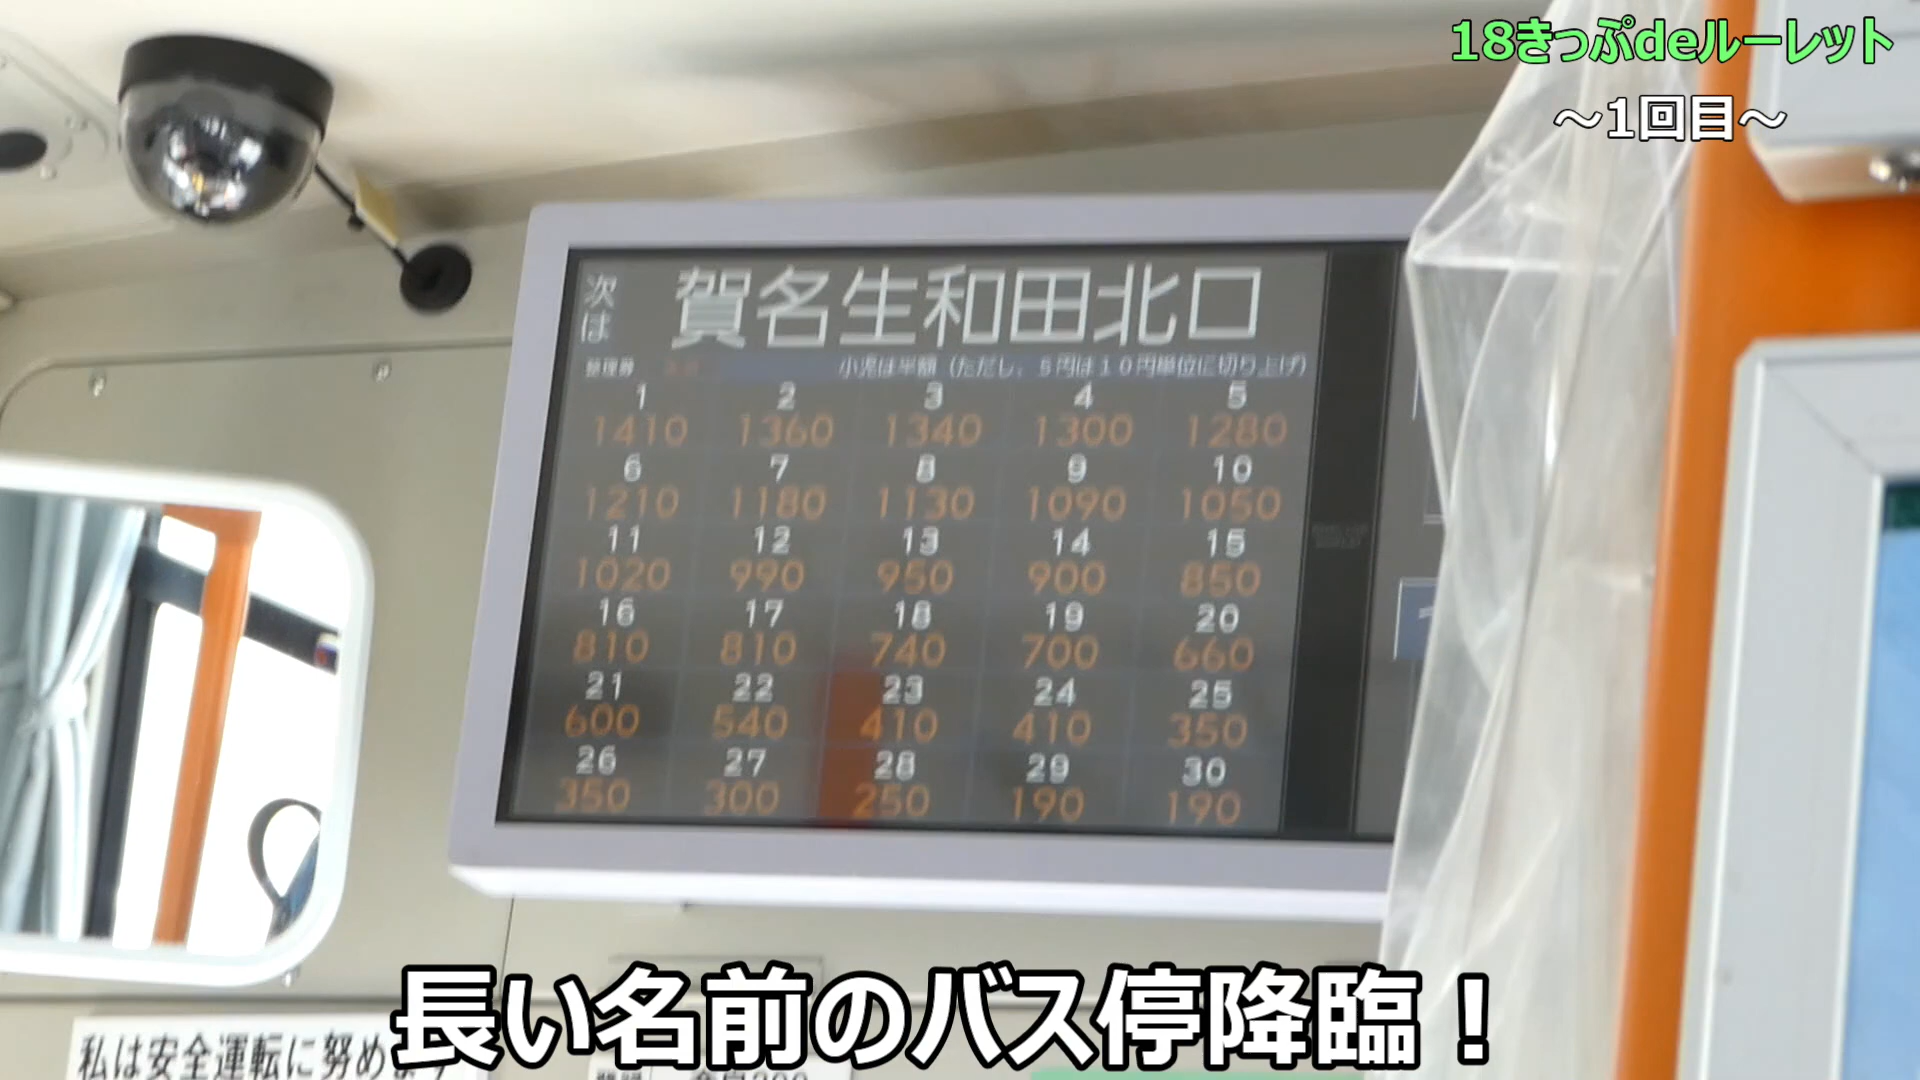 18きっぷdeルーレット
～1回目～
次は 賀名生和田北口
整理券 小児は半額（ただし、５円は１０円単位に切り上げ）
1 2 3 4 5
1410 1360 1340 1300 1280
6 7 8 9 10
1210 1180 1130 1090 1050
11 12 13 14 15
1020 990 950 900 850
16 17 18 19 20
810 810 740 700 660
21 22 23 24 25
600 540 410 410 350
26 27 28 29 30
350 300 250 190 190
長い名前のバス停降臨！
私は安全運転に努めます